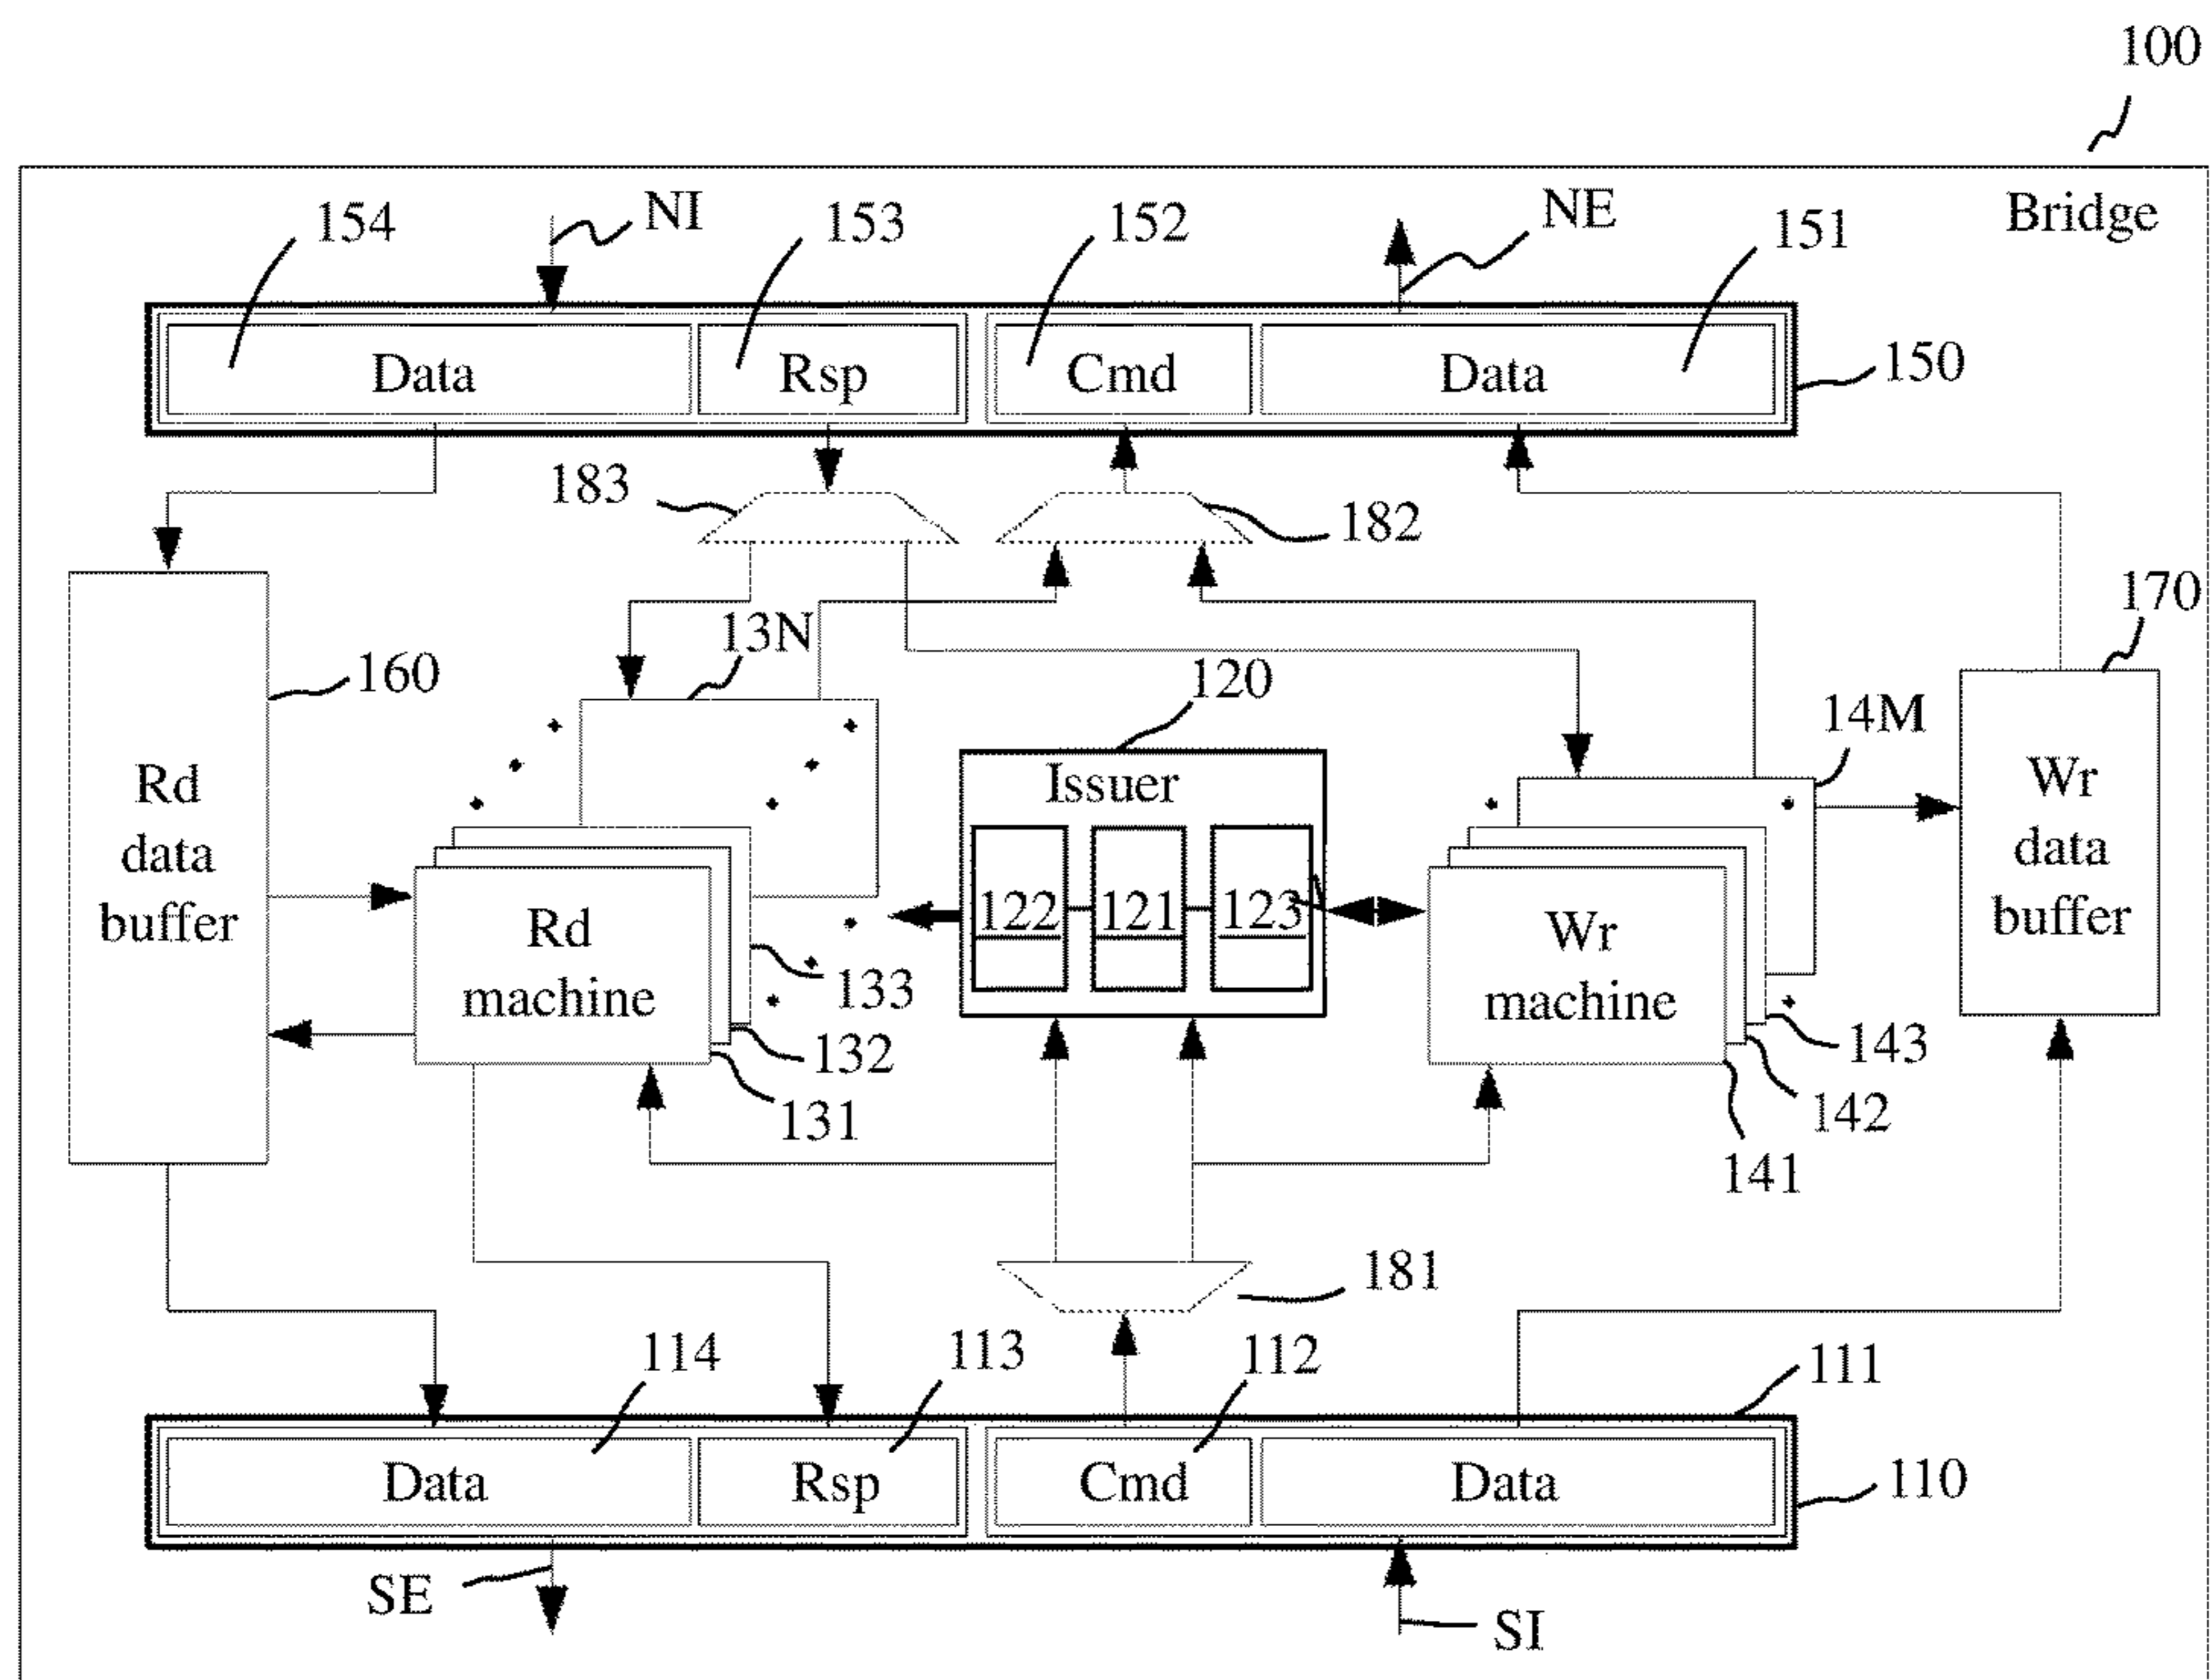 100
Bridge
154
NI
153
152
NE
151
Data
Rsp
Cmd
Data
150
183
182
170
13N
160
120
14M
Rd
data
buffer
Issuer
122
121
123
Wr
data
buffer
Rd
machine
Wr
machine
133
132
131
143
142
141
181
114
113
112
111
Data
Rsp
Cmd
Data
110
SE
SI